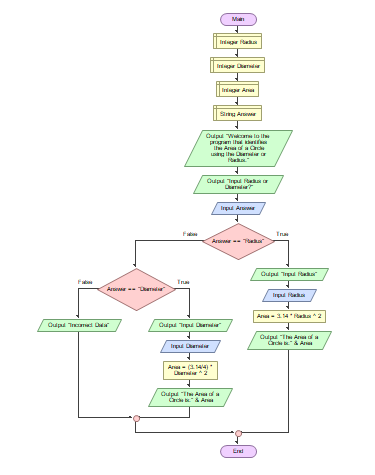 Main
Integer Radius
Integer Diameter
Integer Area
String Answer
Output "Welcome to the
program that identifies
the Area of a Circle
using the Diameter or
Radius."
Output "Input Radius or
Diameter?"
Input Answer
False
Answer == "Radius"
True
False
Answer == "Diameter"
True
Output "Input Radius"
Input Radius
Area = 3.14 * Radius ^ 2
Output "The Area of a
Circle is:" & Area
Output "Incorrect Data"
Output "Input Diameter"
Input Diameter
Area = (3.14/4) *
Diameter ^ 2
Output "The Area of a
Circle is:" & Area
End